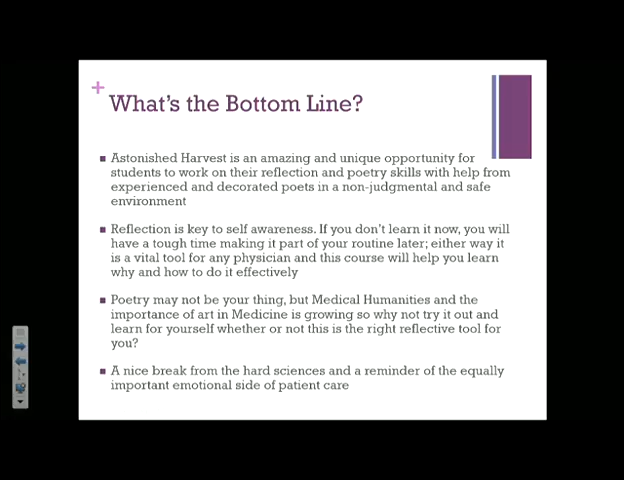 +
What's the Bottom Line?
■ Astonished Harvest is an amazing and unique opportunity for
students to work on their reflection and poetry skills with help from
experienced and decorated poets in a non-judgmental and safe
environment
■ Reflection is key to self awareness. If you don't learn it now, you will
have a tough time making it part of your routine later; either way it
is a vital tool for any physician and this course will help you learn
why and how to do it effectively
■ Poetry may not be your thing, but Medical Humanities and the
importance of art in Medicine is growing so why not try it out and
learn for yourself whether or not this is the right reflective tool for
you?
■ A nice break from the hard sciences and a reminder of the equally
important emotional side of patient care